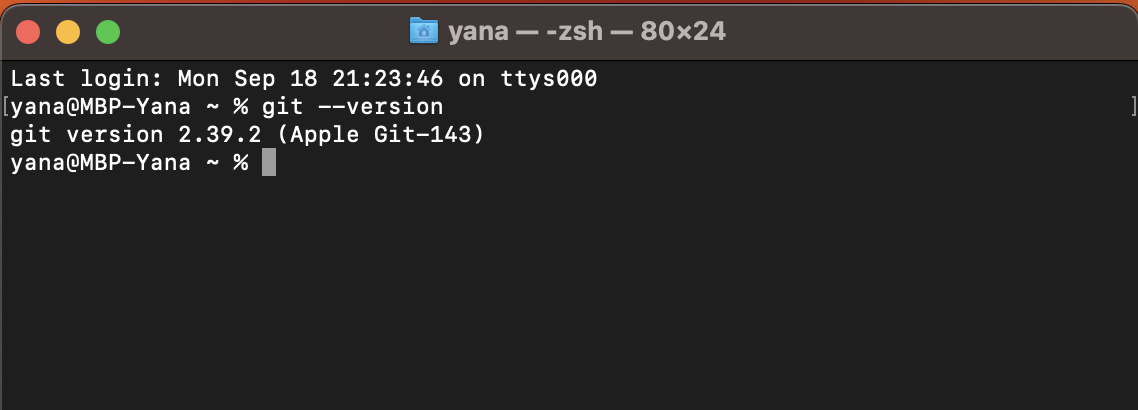 yana — -zsh — 80×24
Last login: Mon Sep 18 21:23:46 on ttys000
[yana@MBP-Yana ~ % git --version ]
git version 2.39.2 (Apple Git-143)
yana@MBP-Yana ~ %